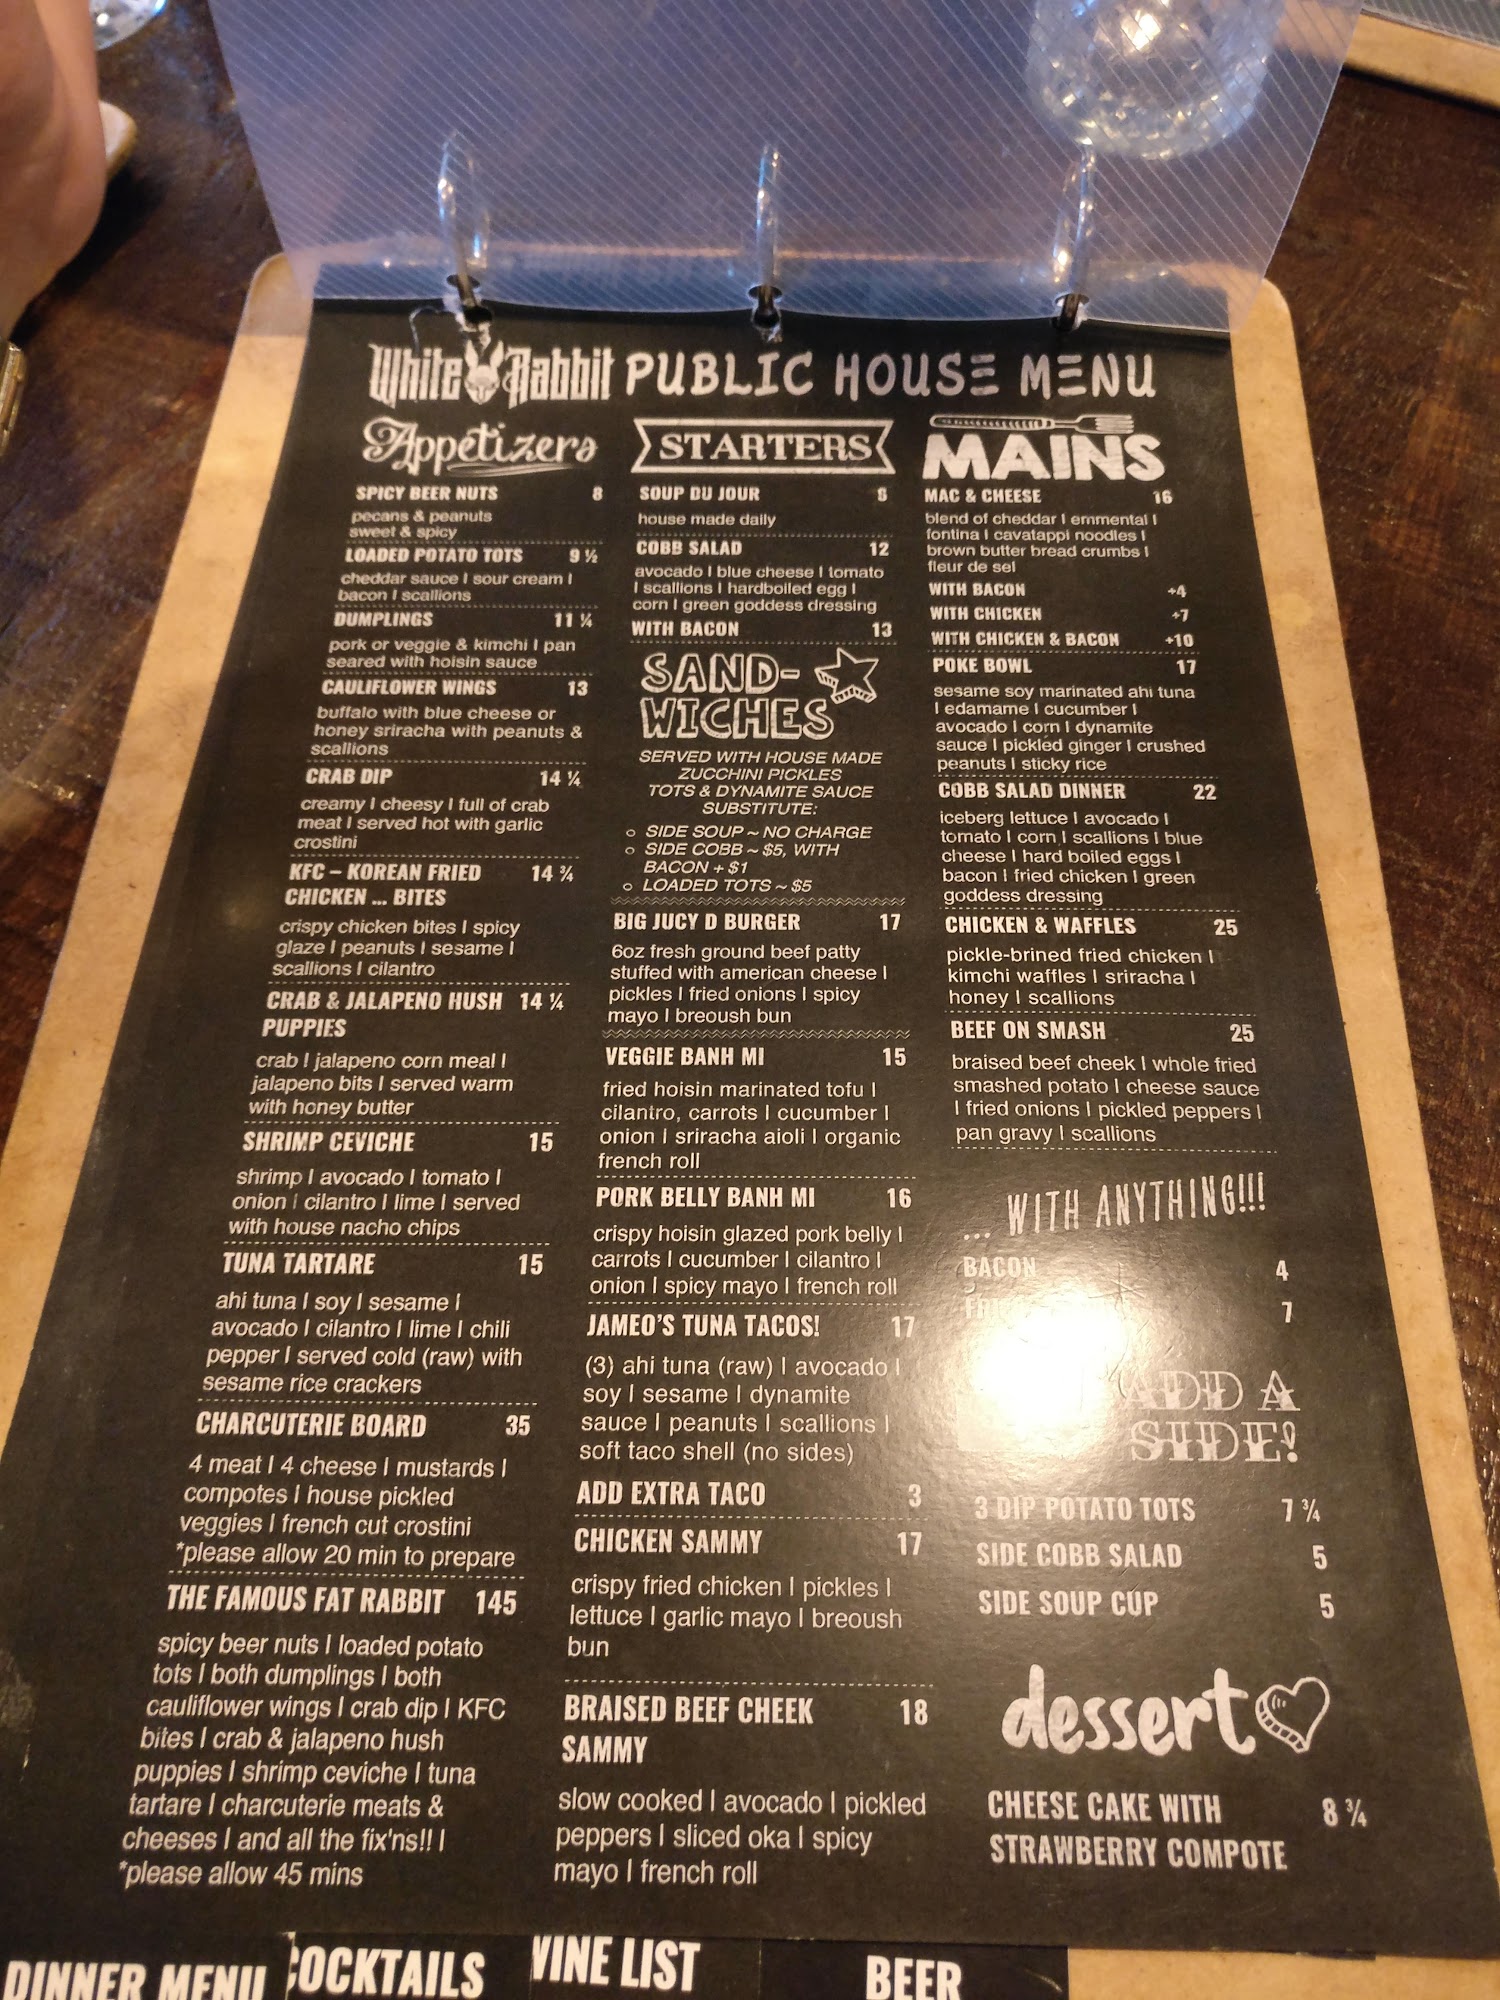 White Rabbit PUBLIC HOUSE MENU
Appetizers
SPICY BEER NUTS 8
pecans & peanuts
sweet & spicy
LOADED POTATO TOTS 9 ½
cheddar sauce I sour cream I
bacon I scallions
DUMPLINGS 11 ¼
pork or veggie & kimchi I pan
seared with hoisin sauce
CAULIFLOWER WINGS 13
buffalo with blue cheese or
honey sriracha with peanuts &
scallions
CRAB DIP 14 ¼
creamy I cheesy I full of crab
meat I served hot with garlic
crostini
KFC – KOREAN FRIED 14 ¾
CHICKEN ... BITES
crispy chicken bites I spicy
glaze I peanuts I sesame I
scallions I cilantro
CRAB & JALAPENO HUSH 14 ¼
PUPPIES
crab I jalapeno corn meal I
jalapeno bits I served warm
with honey butter
SHRIMP CEVICHE 15
shrimp I avocado I tomato I
onion I cilantro I lime I served
with house nacho chips
TUNA TARTARE 15
ahi tuna I soy I sesame I
avocado I cilantro I lime I chili
pepper I served cold (raw) with
sesame rice crackers
CHARCUTERIE BOARD 35
4 meat I 4 cheese I mustards I
compotes I house pickled
veggies I french cut crostini
*please allow 20 min to prepare
THE FAMOUS FAT RABBIT 145
spicy beer nuts I loaded potato
tots I both dumplings I both
cauliflower wings I crab dip I KFC
bites I crab & jalapeno hush
puppies I shrimp ceviche I tuna
tartare I charcuterie meats &
cheeses I and all the fix'ns!! I
*please allow 45 mins
STARTERS
SOUP DU JOUR
house made daily
COBB SALAD 12
avocado I blue cheese I tomato
I scallions I hardboiled egg I
corn I green goddess dressing
WITH BACON 13
SAND-
WICHES
SERVED WITH HOUSE MADE
ZUCCHINI PICKLES
TOTS & DYNAMITE SAUCE
SUBSTITUTE:
o SIDE SOUP ~ NO CHARGE
o SIDE COBB ~ $5, WITH
BACON + $1
o LOADED TOTS ~ $5
BIG JUCY D BURGER 17
6oz fresh ground beef patty
stuffed with american cheese I
pickles I fried onions I spicy
mayo I breoush bun
VEGGIE BANH MI 15
fried hoisin marinated tofu I
cilantro, carrots I cucumber I
onion I sriracha aioli I organic
french roll
PORK BELLY BANH MI 16
crispy hoisin glazed pork belly I
carrots I cucumber I cilantro I
onion I spicy mayo I french roll
JAMEO'S TUNA TACOS! 17
(3) ahi tuna (raw) I avocado I
soy I sesame I dynamite
sauce I peanuts I scallions I
soft taco shell (no sides)
ADD EXTRA TACO 3
CHICKEN SAMMY 17
crispy fried chicken I pickles I
lettuce I garlic mayo I breoush
bun
BRAISED BEEF CHEEK 18
SAMMY
slow cooked I avocado I pickled
peppers I sliced oka I spicy
mayo I french roll
MAINS
MAC & CHEESE 16
blend of cheddar I emmental I
fontina I cavatappi noodles I
brown butter bread crumbs I
fleur de sel
WITH BACON +4
WITH CHICKEN +7
WITH CHICKEN & BACON +10
POKE BOWL 17
sesame soy marinated ahi tuna
I edamame I cucumber I
avocado I corn I dynamite
sauce I pickled ginger I crushed
peanuts I sticky rice
COBB SALAD DINNER 22
iceberg lettuce I avocado I
tomato I corn I scallions I blue
cheese I hard boiled eggs I
bacon I fried chicken I green
goddess dressing
CHICKEN & WAFFLES 25
pickle-brined fried chicken I
kimchi waffles I sriracha I
honey I scallions
BEEF ON SMASH 25
braised beef cheek I whole fried
smashed potato I cheese sauce
I fried onions I pickled peppers I
pan gravy I scallions
... WITH ANYTHING!!!
BACON 4
7
ADD A
SIDE!
3 DIP POTATO TOTS 7 ¾
SIDE COBB SALAD 5
SIDE SOUP CUP 5
dessert
CHEESE CAKE WITH 8 ¾
STRAWBERRY COMPOTE
DINNER MENU
COCKTAILS
WINE LIST
BEER